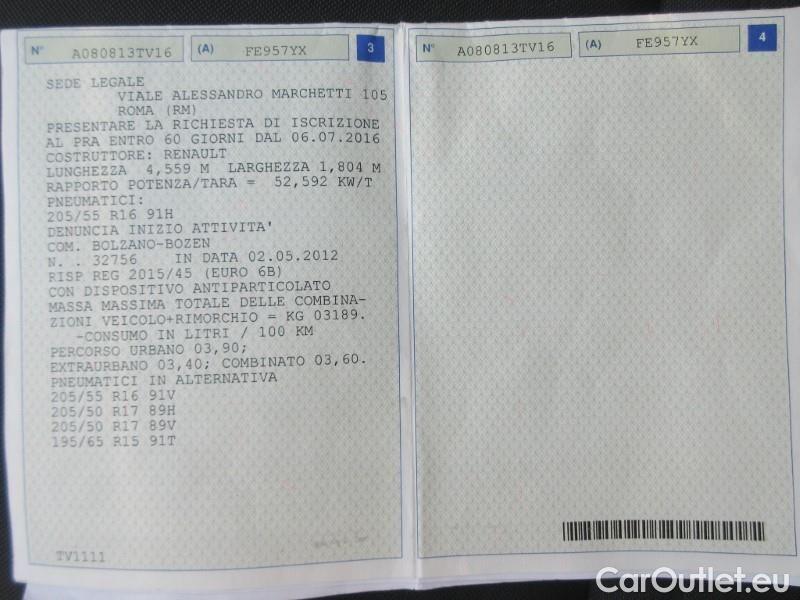 N° A080813TV16 (A) FE957YX 3
SEDE LEGALE
VIALE ALESSANDRO MARCHETTI 105
ROMA (RM)
PRESENTARE LA RICHIESTA DI ISCRIZIONE
AL PRA ENTRO 60 GIORNI DAL 06.07.2016
COSTRUTTORE: RENAULT
LUNGHEZZA 4,559 M LARGHEZZA 1,804 M
RAPPORTO POTENZA/TARA = 52,592 KW/T
PNEUMATICI:
205/55 R16 91H
DENUNCIA INIZIO ATTIVITA'
COM. BOLZANO-BOZEN
N. . 32756 IN DATA 02.05.2012
RISP REG 2015/45 (EURO 6B)
CON DISPOSITIVO ANTIPARTICOLATO
MASSA MASSIMA TOTALE DELLE COMBINA-
ZIONI VEICOLO+RIMORCHIO = KG 03189.
-CONSUMO IN LITRI / 100 KM
PERCORSO URBANO 03,90;
EXTRAURBANO 03,40; COMBINATO 03,60.
PNEUMATICI IN ALTERNATIVA
205/55 R16 91V
205/50 R17 89H
205/50 R17 89V
195/65 R15 91T
TV1111
N° A080813TV16 (A) FE957YX 4
CarOutlet.eu